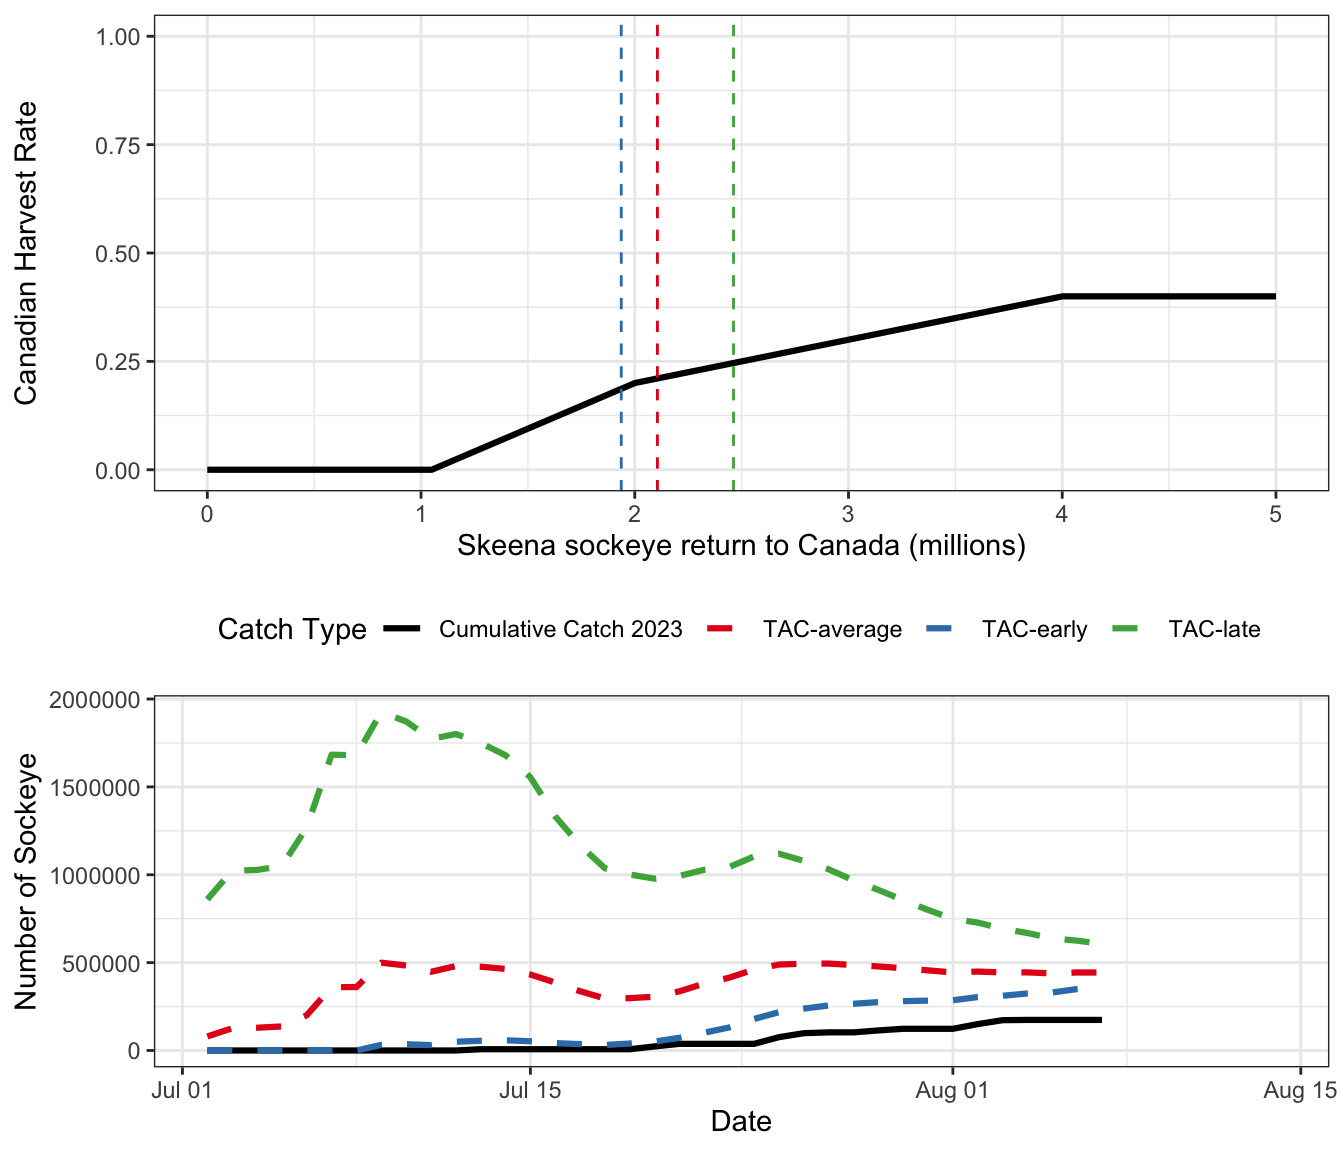 Canadian Harvest Rate
1.00
0.75
0.50
0.25
0.00
0 1 2 3 4 5
Skeena sockeye return to Canada (millions)
Catch Type Cumulative Catch 2023 TAC-average TAC-early TAC-late
Number of Sockeye
2000000
1500000
1000000
500000
0
Jul 01 Jul 15 Aug 01 Aug 15
Date